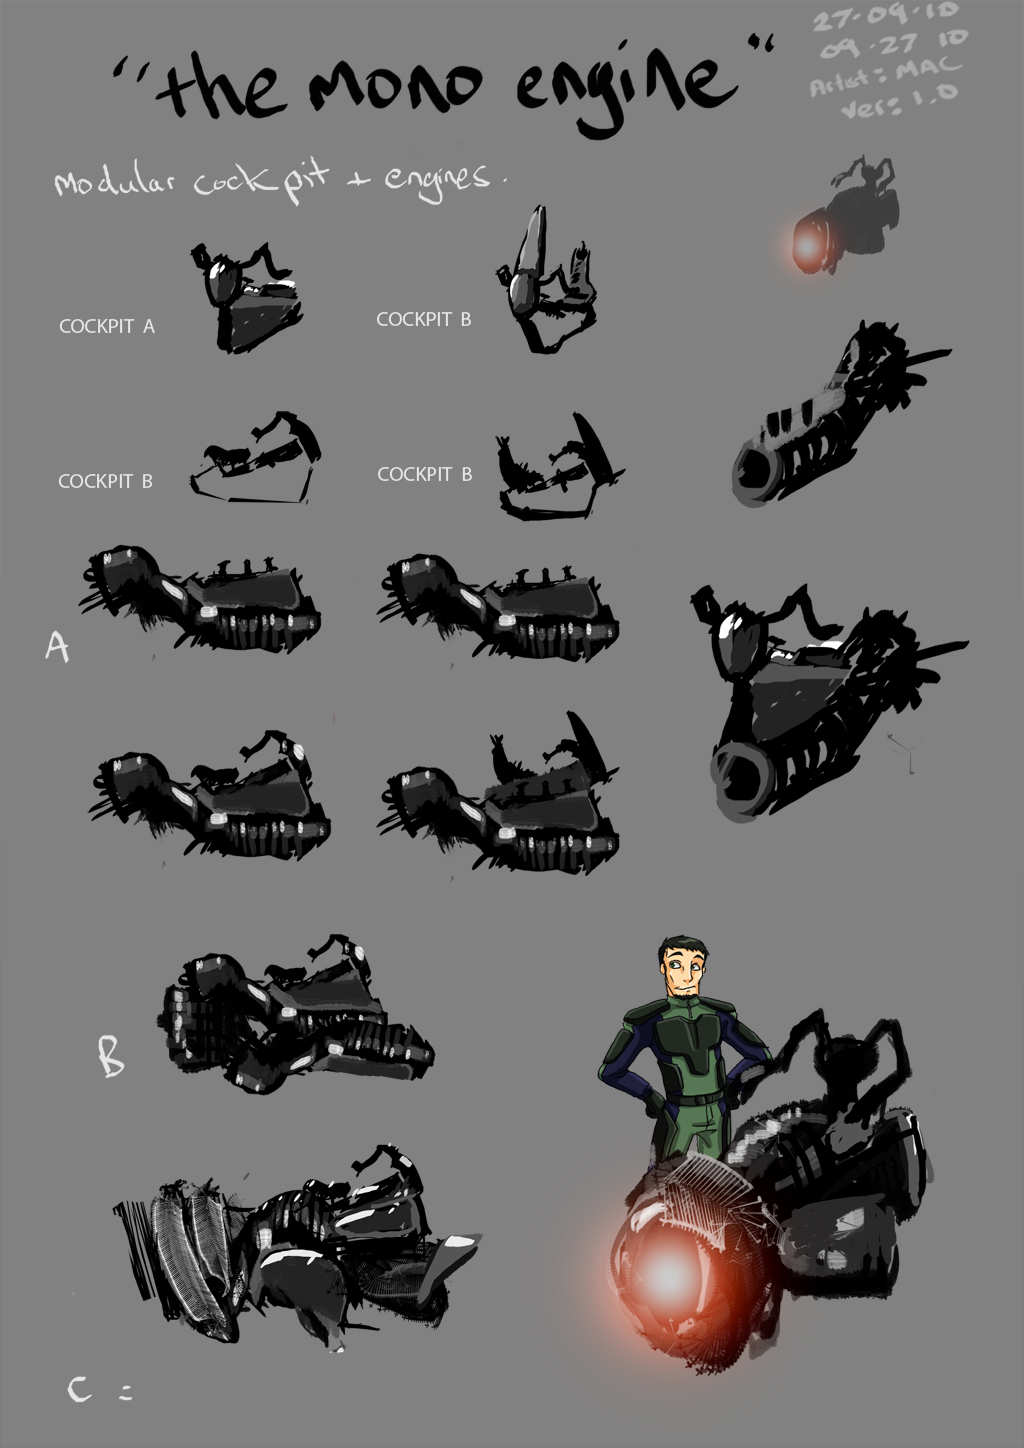 27-09-10
09-27 10
Artist: MAC
Ver: 1.0
"the mono engine"
Modular cockpit + engines.
COCKPIT A
COCKPIT B
COCKPIT B
COCKPIT B
A
B
C =